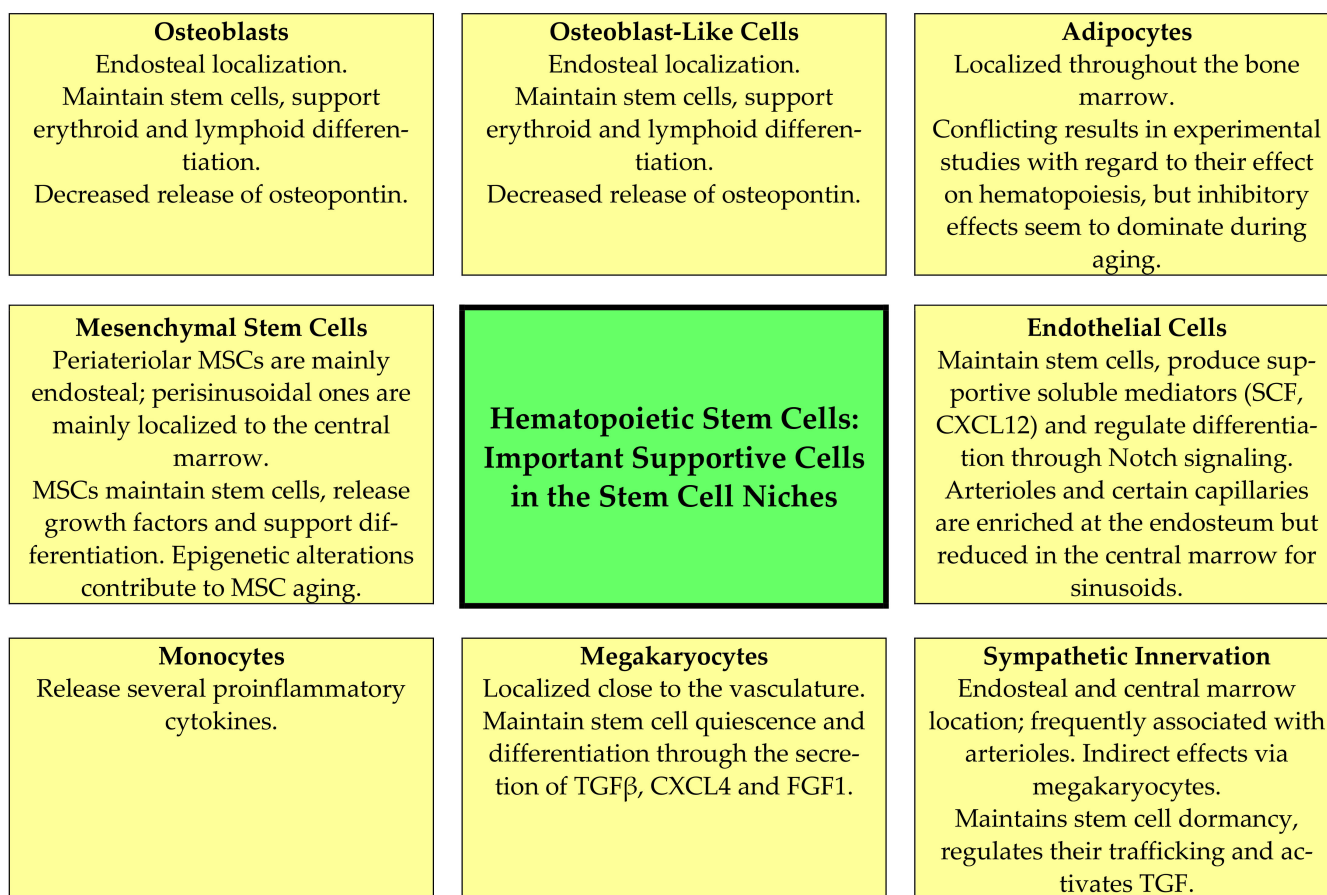 Osteoblasts
Endosteal localization.
Maintain stem cells, support
erythroid and lymphoid differen-
tiation.
Decreased release of osteopontin.
Osteoblast-Like Cells
Endosteal localization.
Maintain stem cells, support
erythroid and lymphoid differen-
tiation.
Decreased release of osteopontin.
Adipocytes
Localized throughout the bone
marrow.
Conflicting results in experimental
studies with regard to their effect
on hematopoiesis, but inhibitory
effects seem to dominate during
aging.
Mesenchymal Stem Cells
Periateriolar MSCs are mainly
endosteal; perisinusoidal ones are
mainly localized to the central
marrow.
MSCs maintain stem cells, release
growth factors and support dif-
ferentiation. Epigenetic alterations
contribute to MSC aging.
Hematopoietic Stem Cells:
Important Supportive Cells
in the Stem Cell Niches
Endothelial Cells
Maintain stem cells, produce sup-
portive soluble mediators (SCF,
CXCL12) and regulate differentia-
tion through Notch signaling.
Arterioles and certain capillaries
are enriched at the endosteum but
reduced in the central marrow for
sinusoids.
Monocytes
Release several proinflammatory
cytokines.
Megakaryocytes
Localized close to the vasculature.
Maintain stem cell quiescence and
differentiation through the secre-
tion of TGFβ, CXCL4 and FGF1.
Sympathetic Innervation
Endosteal and central marrow
location; frequently associated with
arterioles. Indirect effects via
megakaryocytes.
Maintains stem cell dormancy,
regulates their trafficking and ac-
tivates TGF.